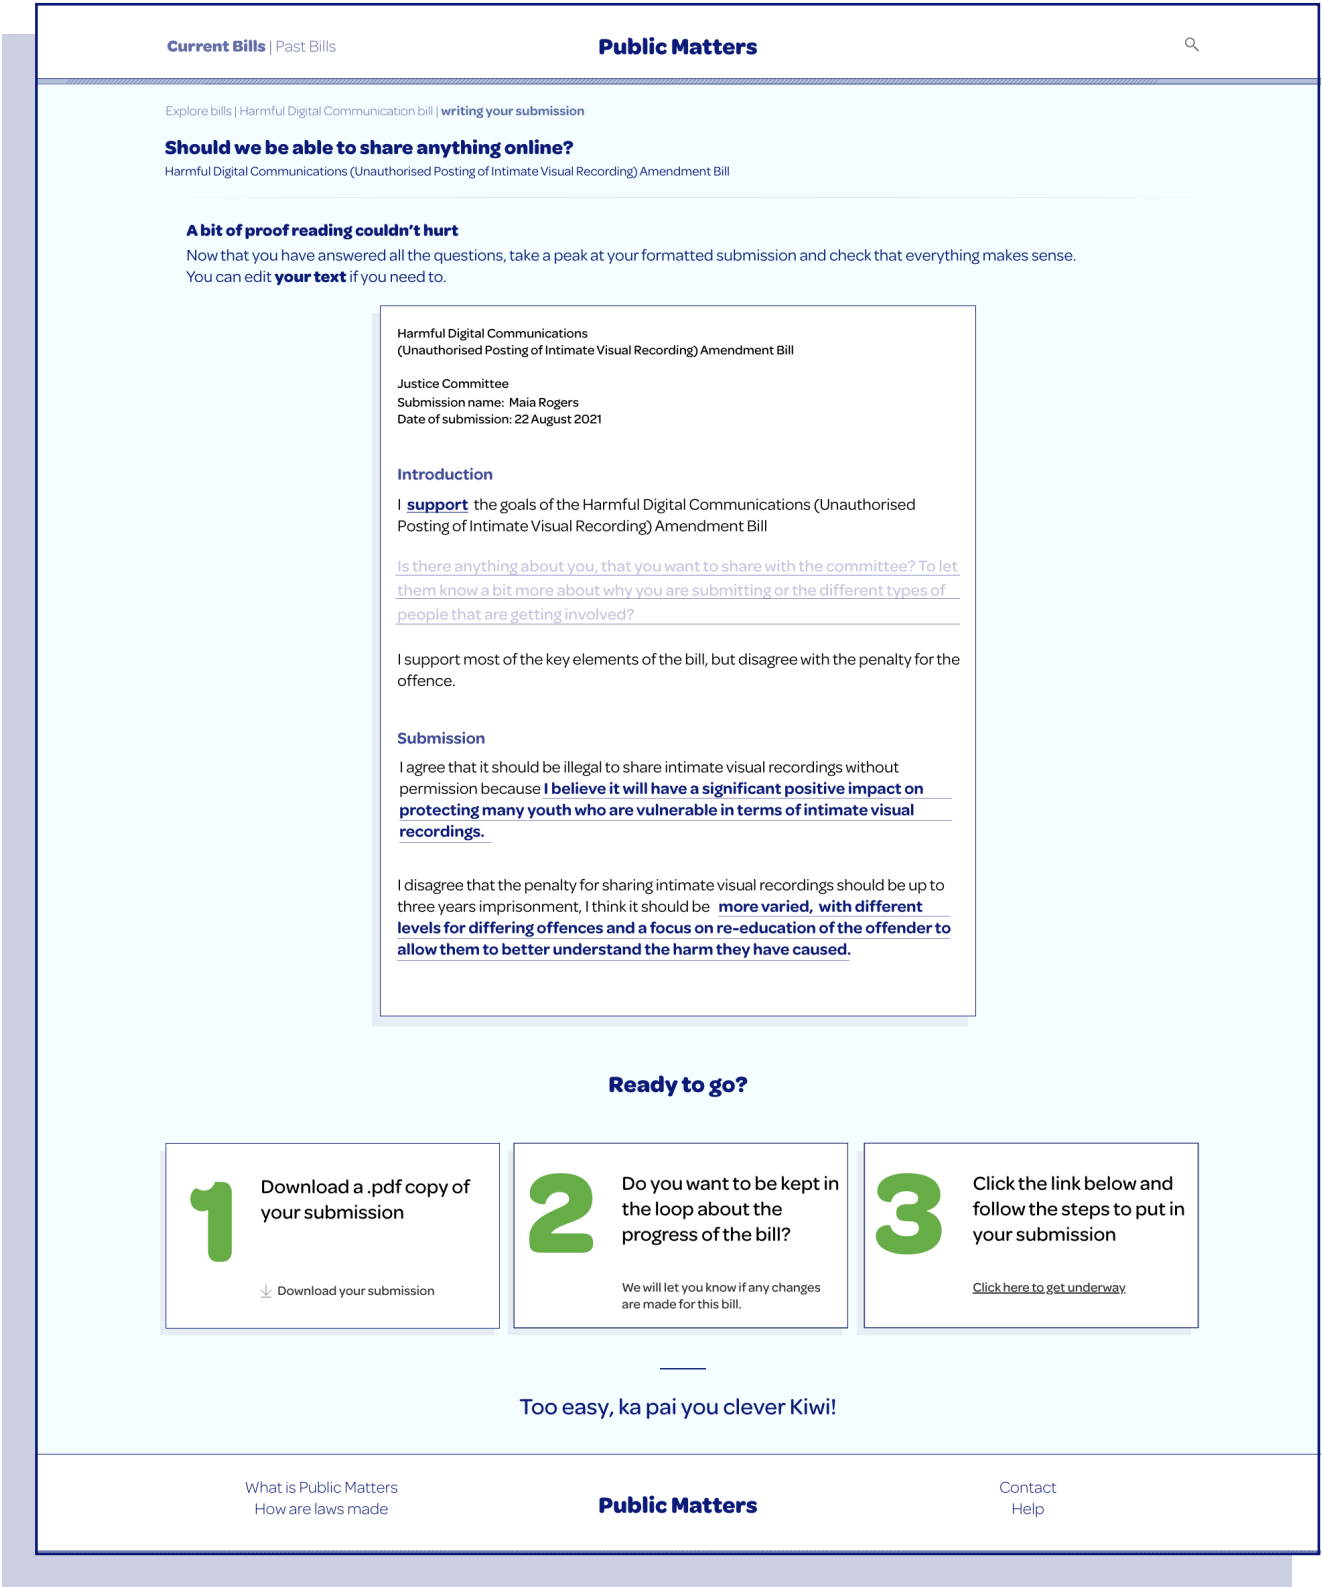 Current Bills | Past Bills
Public Matters
Explore bills | Harmful Digital Communication bill | writing your submission
Should we be able to share anything online?
Harmful Digital Communications (Unauthorised Posting of Intimate Visual Recording) Amendment Bill
A bit of proof reading couldn't hurt
Now that you have answered all the questions, take a peak at your formatted submission and check that everything makes sense.
You can edit your text if you need to.
Harmful Digital Communications
(Unauthorised Posting of Intimate Visual Recording) Amendment Bill
Justice Committee
Submission name: Maia Rogers
Date of submission: 22 August 2021
Introduction
I support the goals of the Harmful Digital Communications (Unauthorised
Posting of Intimate Visual Recording) Amendment Bill
Is there anything about you, that you want to share with the committee? To let
them know a bit more about why you are submitting or the different types of
people that are getting involved?
I support most of the key elements of the bill, but disagree with the penalty for the
offence.
Submission
I agree that it should be illegal to share intimate visual recordings without
permission because I believe it will have a significant positive impact on
protecting many youth who are vulnerable in terms of intimate visual
recordings.
I disagree that the penalty for sharing intimate visual recordings should be up to
three years imprisonment, I think it should be more varied, with different
levels for differing offences and a focus on re-education of the offender to
allow them to better understand the harm they have caused.
Ready to go?
1
Download a .pdf copy of
your submission
Download your submission
2
Do you want to be kept in
the loop about the
progress of the bill?
We will let you know if any changes
are made for this bill.
3
Click the link below and
follow the steps to put in
your submission
Click here to get underway
Too easy, ka pai you clever Kiwi!
What is Public Matters
How are laws made
Public Matters
Contact
Help